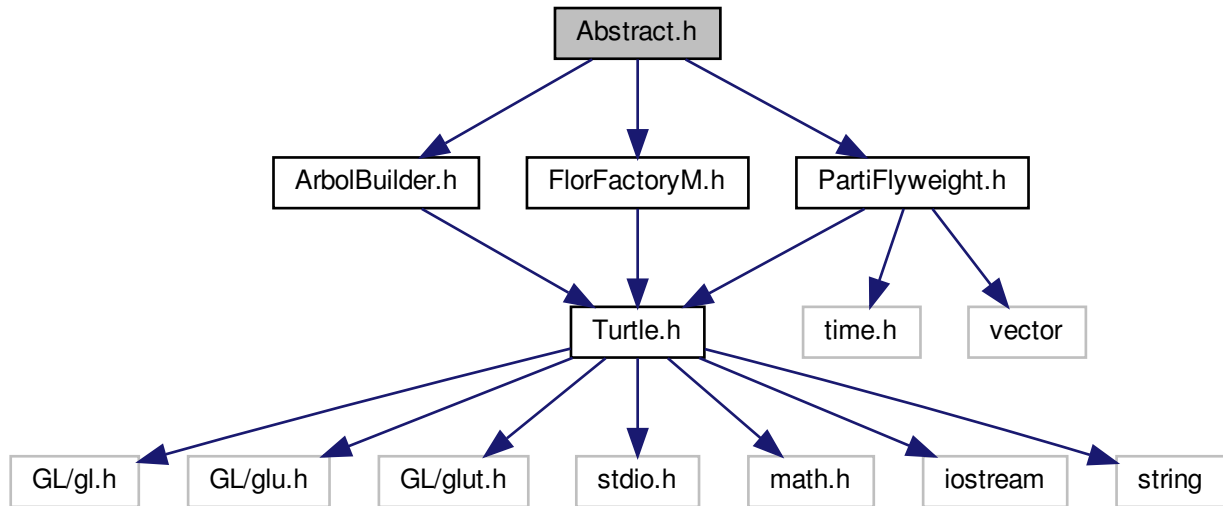 Abstract.h
ArbolBuilder.h
FlorFactoryM.h
PartiFlyweight.h
Turtle.h
time.h
vector
GL/gl.h
GL/glu.h
GL/glut.h
stdio.h
math.h
iostream
string